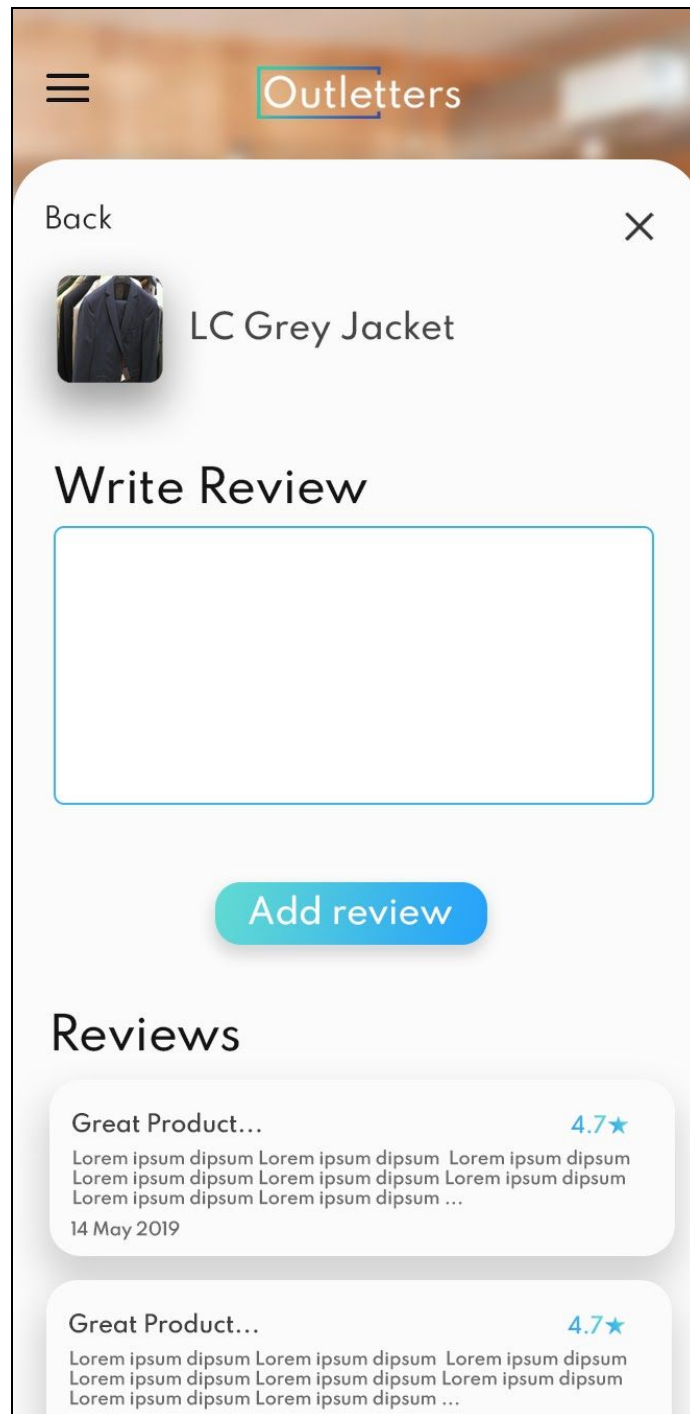 Outletters
Back
LC Grey Jacket
Write Review
Add review
Reviews
Great Product...
4.7★
Lorem ipsum dipsum Lorem ipsum dipsum  Lorem ipsum dipsum
Lorem ipsum dipsum Lorem ipsum dipsum Lorem ipsum dipsum
Lorem ipsum dipsum Lorem ipsum dipsum ...
14 May 2019
Great Product...
4.7★
Lorem ipsum dipsum Lorem ipsum dipsum  Lorem ipsum dipsum
Lorem ipsum dipsum Lorem ipsum dipsum Lorem ipsum dipsum
Lorem ipsum dipsum Lorem ipsum dipsum ...